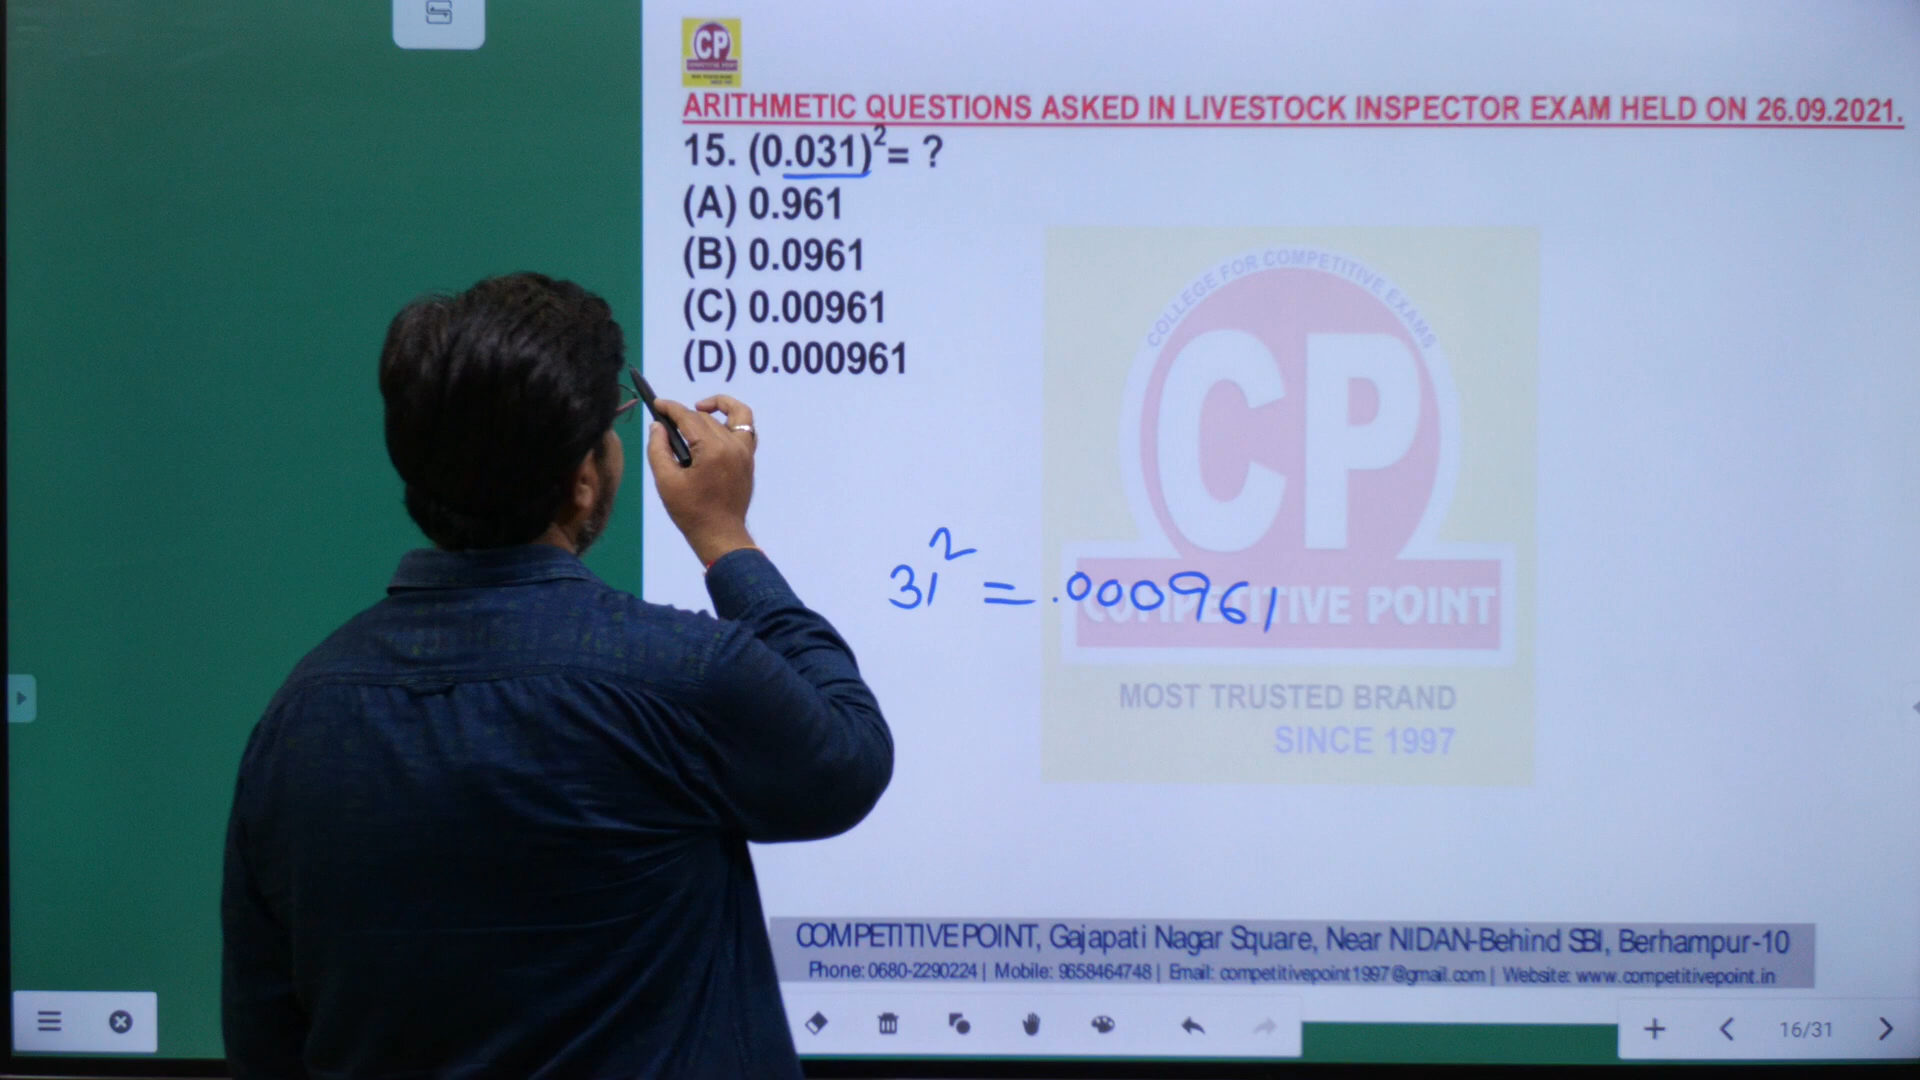 CP
COMPETITIVE POINT
ARITHMETIC QUESTIONS ASKED IN LIVESTOCK INSPECTOR EXAM HELD ON 26.09.2021.
15. (0.031)²= ?
(A) 0.961
(B) 0.0961
(C) 0.00961
(D) 0.000961
COLLEGE FOR COMPETITIVE EXAMS
CP
COMPETITIVE POINT
MOST TRUSTED BRAND
SINCE 1997
31² = .000961
COMPETITIVE POINT, Gajapati Nagar Square, Near NIDAN-Behind SBI, Berhampur-10
Phone: 0680-2290224 | Mobile: 9658464748 | Email: competitivepoint1997@gmail.com | Website: www.competitivepoint.in
16/31